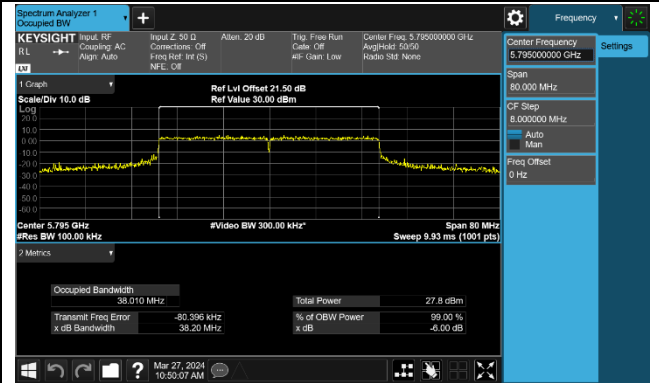 Spectrum Analyzer 1
Occupied BW
Frequency
KEYSIGHT
RL
LXI
Input: RF
Coupling: AC
Align: Auto
Input Z: 50 Ω
Corrections: Off
Freq Ref: Int (S)
NFE: Off
Atten: 20 dB
Trig: Free Run
Gate: Off
#IF Gain: Low
Center Freq: 5.795000000 GHz
Avg|Hold: 50/50
Radio Std: None
Center Frequency
5.795000000 GHz
Settings
Span
80.000 MHz
CF Step
8.000000 MHz
Auto
Man
Freq Offset
0 Hz
1 Graph
Scale/Div 10.0 dB
Ref Lvl Offset 21.50 dB
Ref Value 30.00 dBm
Log
20.0
10.0
0.00
-10.0
-20.0
-30.0
-40.0
-50.0
-60.0
Center 5.795 GHz
#Res BW 100.00 kHz
#Video BW 300.00 kHz*
Span 80 MHz
Sweep 9.93 ms (1001 pts)
2 Metrics
Occupied Bandwidth
38.010 MHz
Total Power 27.8 dBm
Transmit Freq Error -80.396 kHz
% of OBW Power 99.00 %
x dB Bandwidth 38.20 MHz
x dB -6.00 dB
Mar 27, 2024
10:50:07 AM